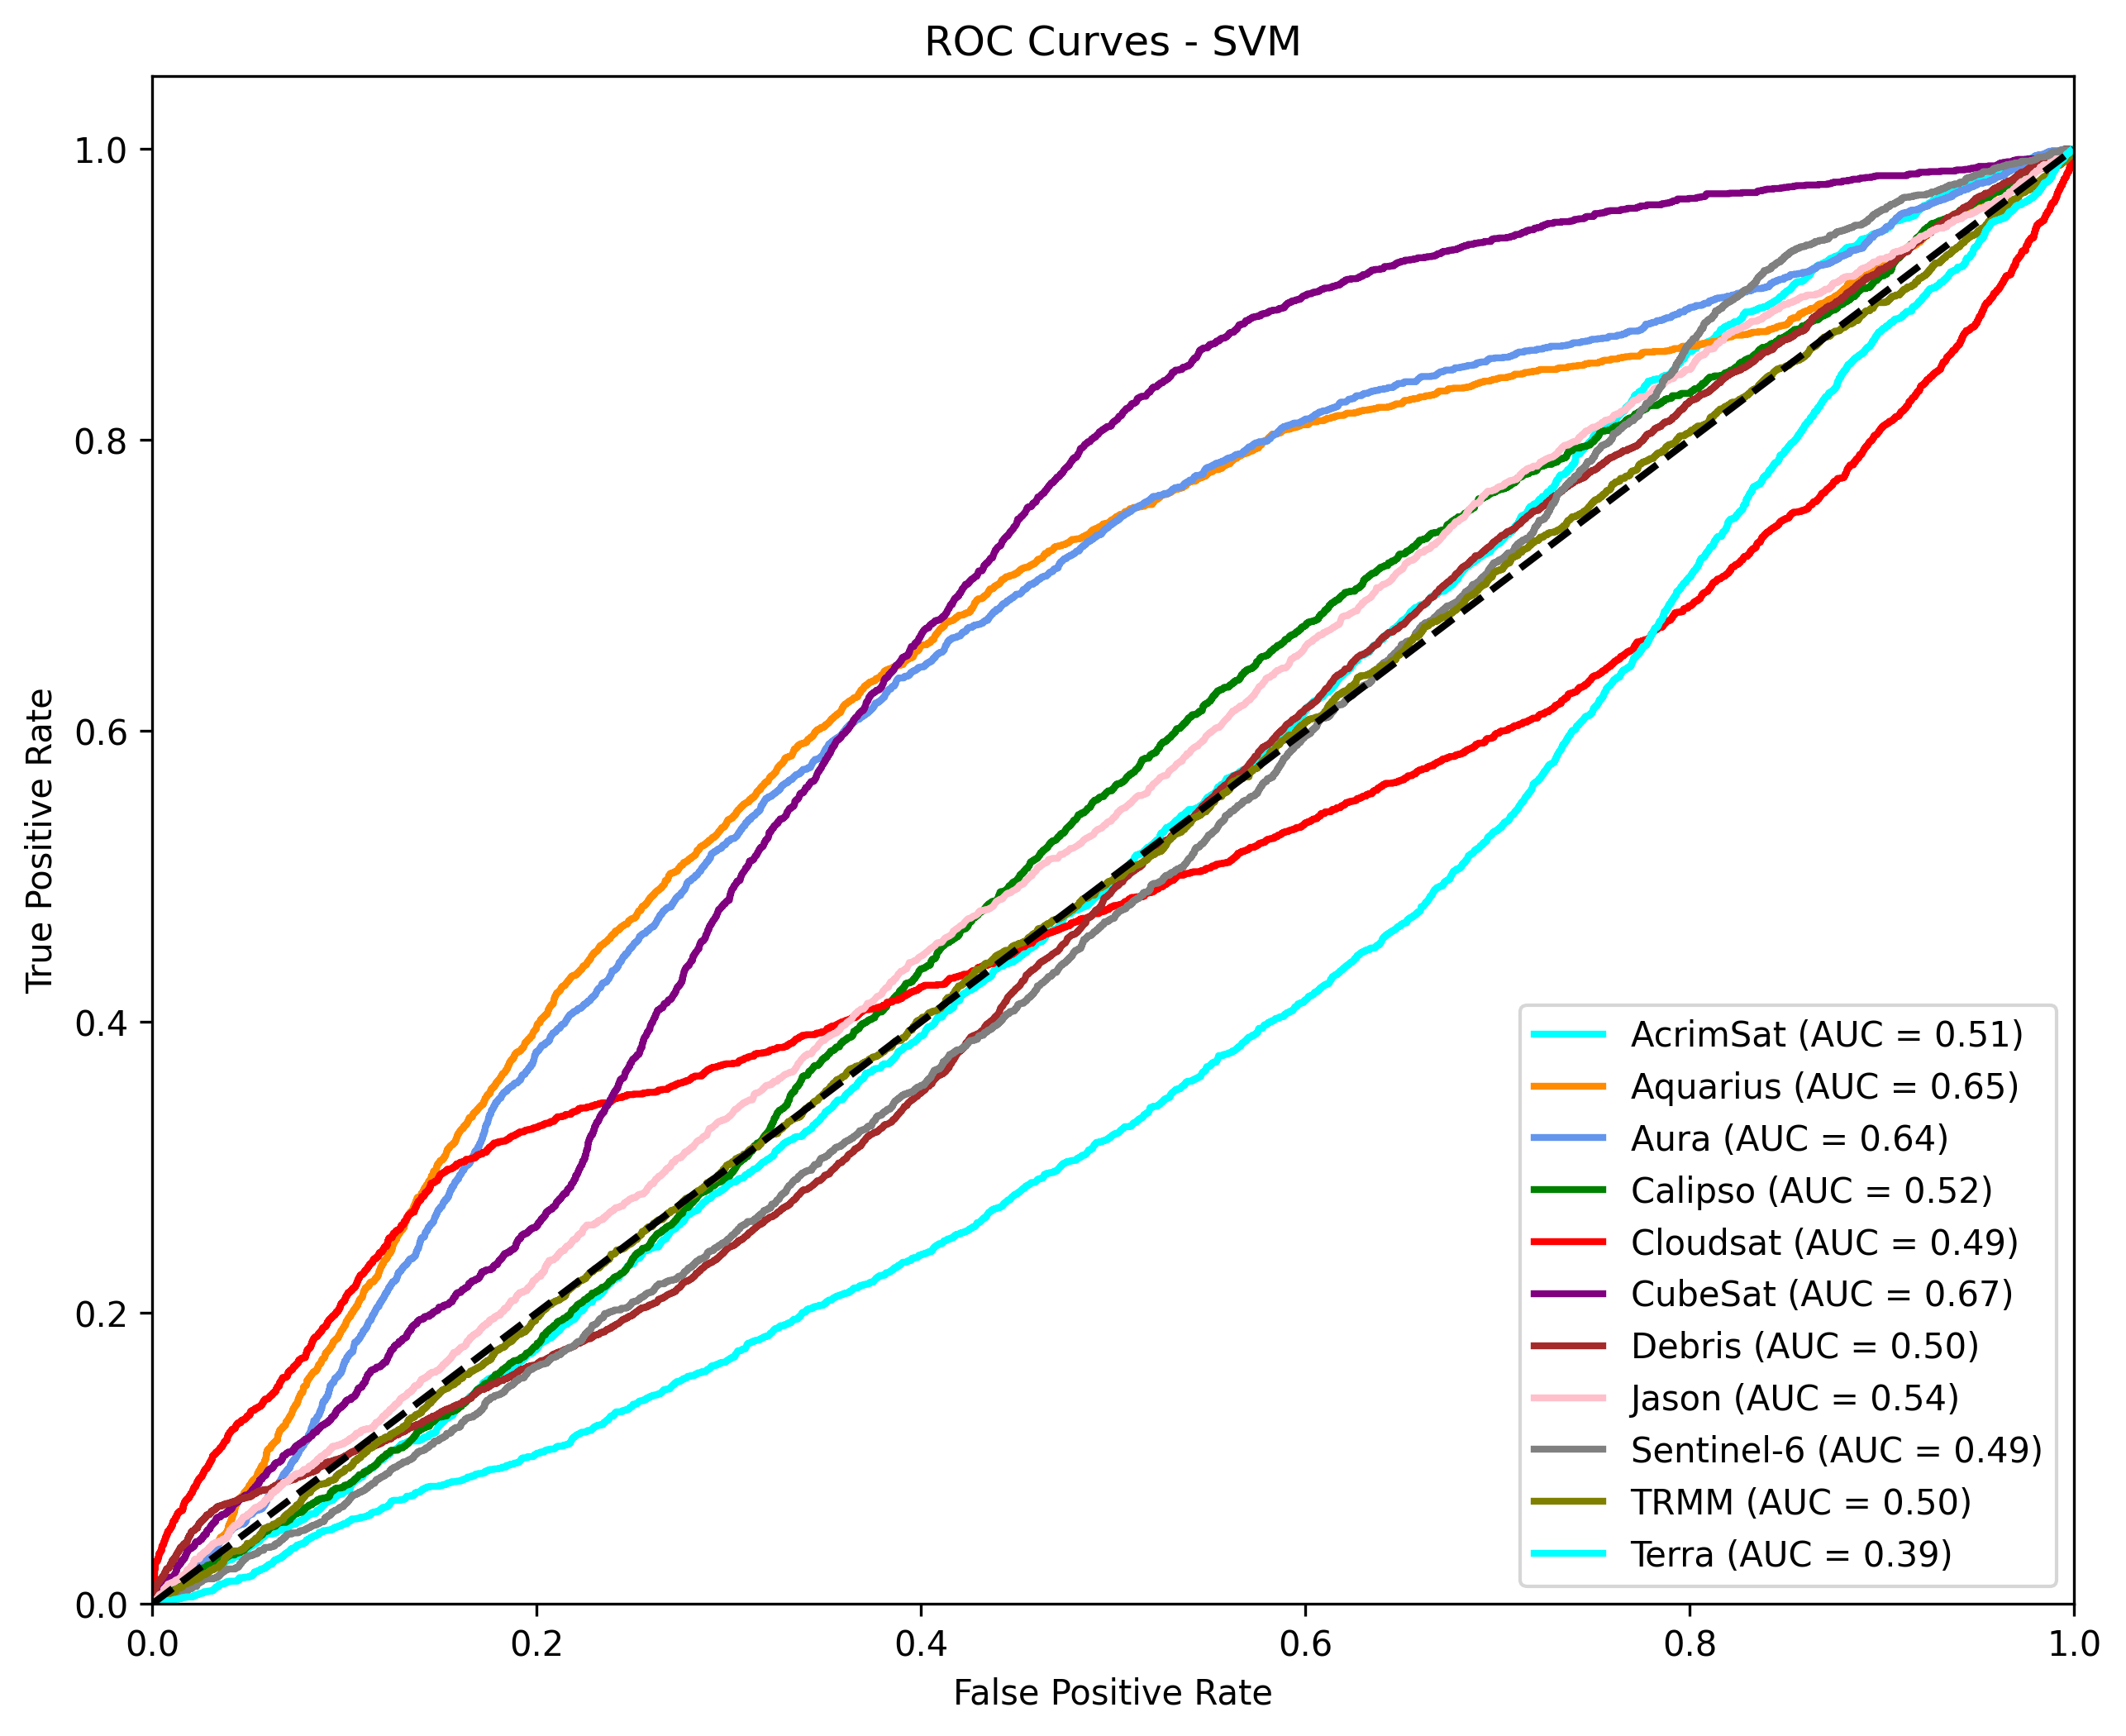 ROC Curves - SVM
True Positive Rate
1.0
0.8
0.6
0.4
0.2
0.0
AcrimSat (AUC = 0.51)
Aquarius (AUC = 0.65)
Aura (AUC = 0.64)
Calipso (AUC = 0.52)
Cloudsat (AUC = 0.49)
CubeSat (AUC = 0.67)
Debris (AUC = 0.50)
Jason (AUC = 0.54)
Sentinel-6 (AUC = 0.49)
TRMM (AUC = 0.50)
Terra (AUC = 0.39)
0.0 0.2 0.4 0.6 0.8 1.0
False Positive Rate